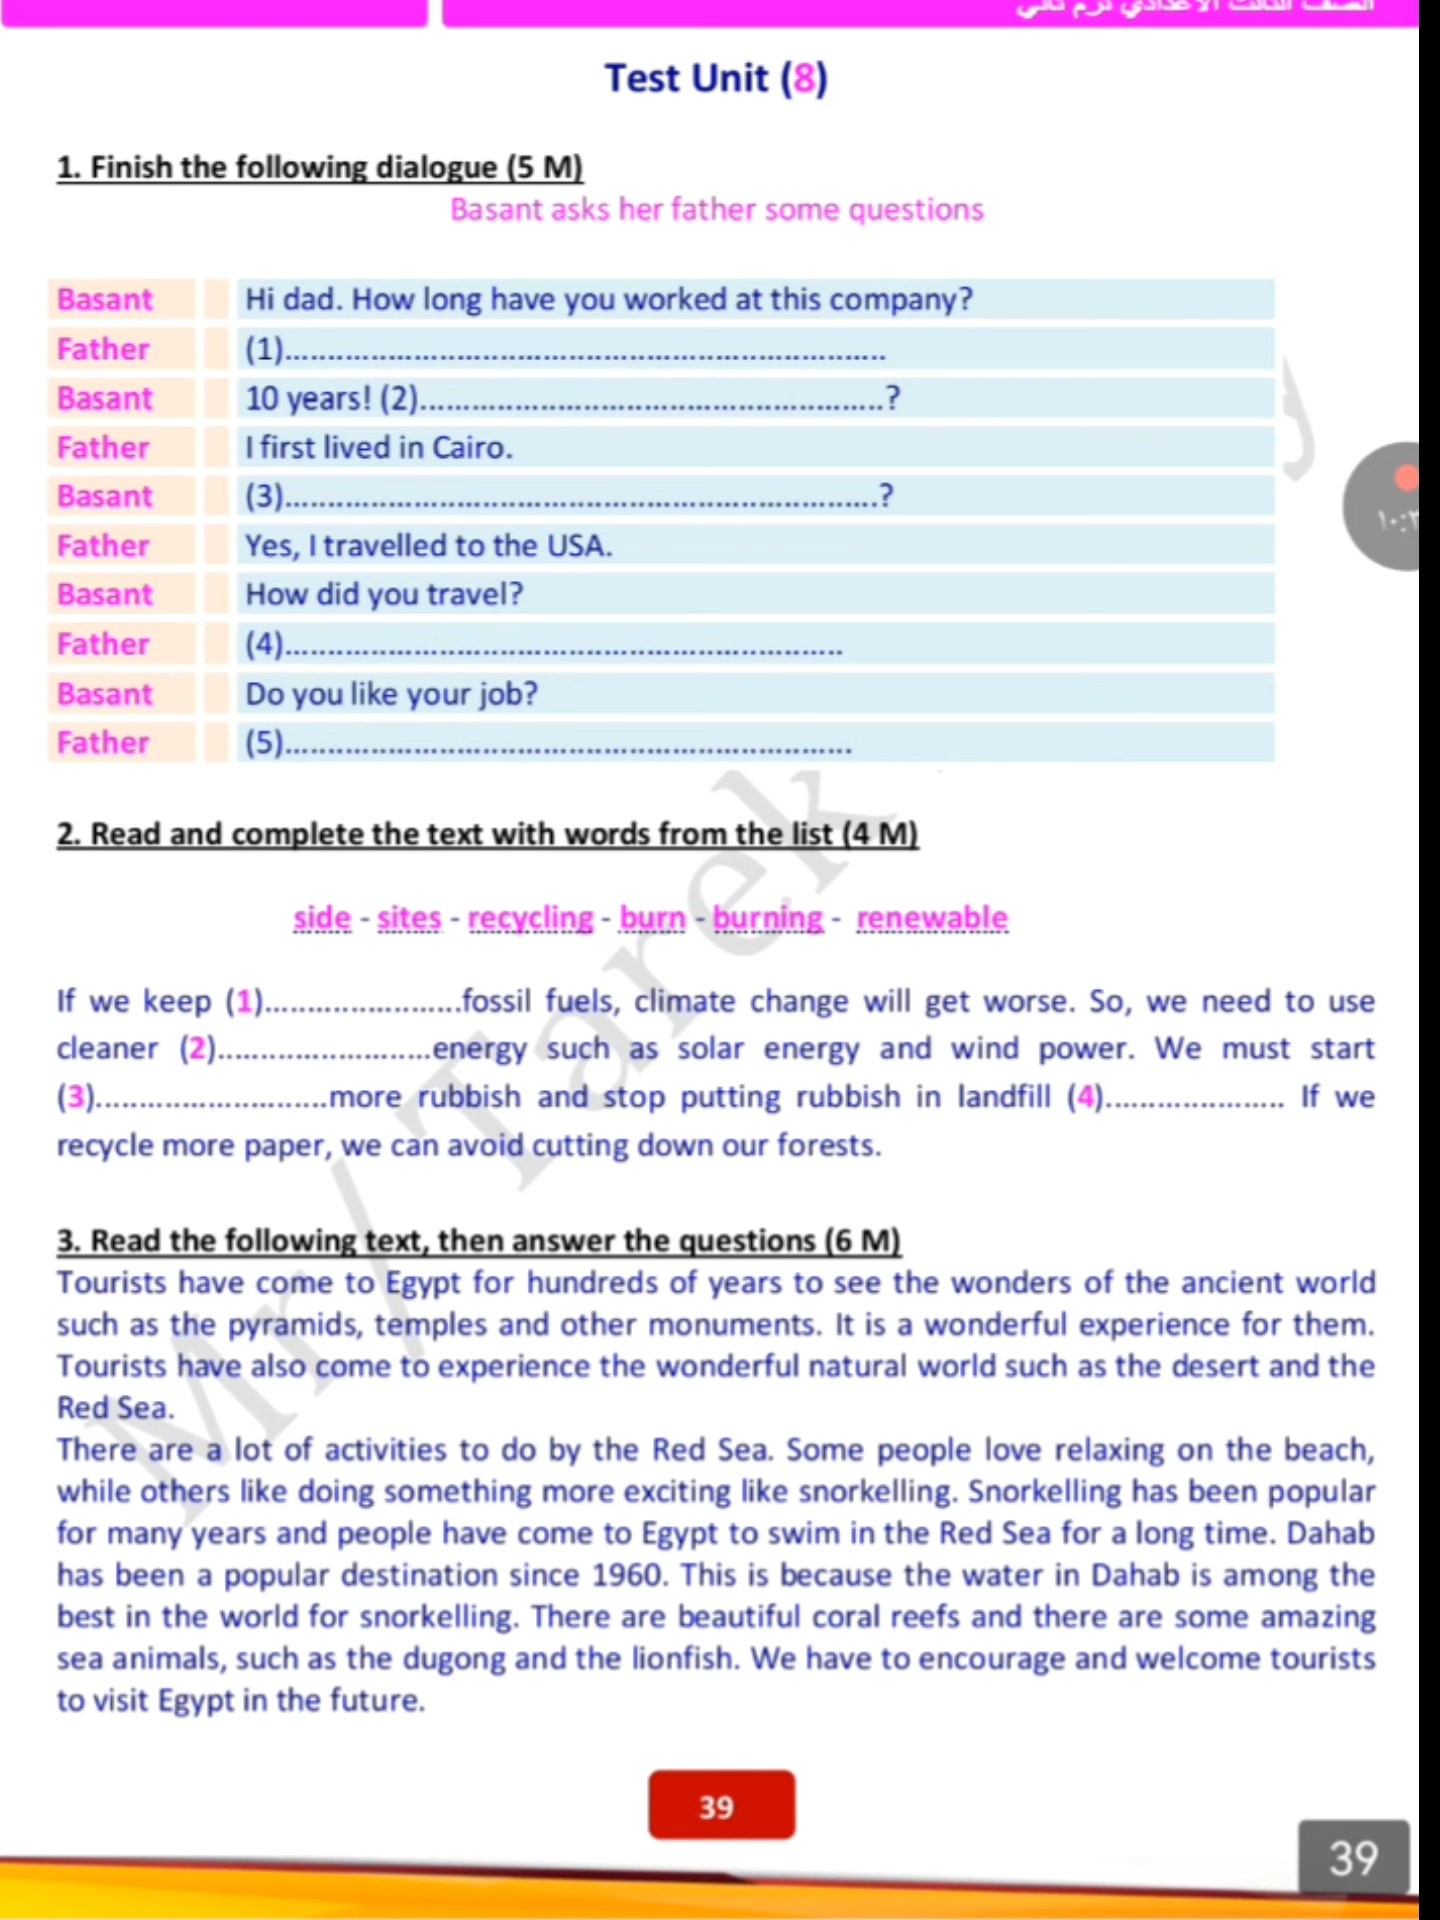 الصف الثالث الاعدادي ترم ثاني
Test Unit (8)
1. Finish the following dialogue (5 M)
Basant asks her father some questions
Basant Hi dad. How long have you worked at this company?
Father (1)......................................................................
Basant 10 years! (2)......................................................?
Father I first lived in Cairo.
Basant (3).....................................................................?
Father Yes, I travelled to the USA.
Basant How did you travel?
Father (4).................................................................
Basant Do you like your job?
Father (5)..................................................................
2. Read and complete the text with words from the list (4 M)
side - sites - recycling - burn - burning - renewable
If we keep (1).......................fossil fuels, climate change will get worse. So, we need to use
cleaner (2).........................energy such as solar energy and wind power. We must start
(3)...........................more rubbish and stop putting rubbish in landfill (4)..................... If we
recycle more paper, we can avoid cutting down our forests.
3. Read the following text, then answer the questions (6 M)
Tourists have come to Egypt for hundreds of years to see the wonders of the ancient world
such as the pyramids, temples and other monuments. It is a wonderful experience for them.
Tourists have also come to experience the wonderful natural world such as the desert and the
Red Sea.
There are a lot of activities to do by the Red Sea. Some people love relaxing on the beach,
while others like doing something more exciting like snorkelling. Snorkelling has been popular
for many years and people have come to Egypt to swim in the Red Sea for a long time. Dahab
has been a popular destination since 1960. This is because the water in Dahab is among the
best in the world for snorkelling. There are beautiful coral reefs and there are some amazing
sea animals, such as the dugong and the lionfish. We have to encourage and welcome tourists
to visit Egypt in the future.
Mr/ Tarek
39
39